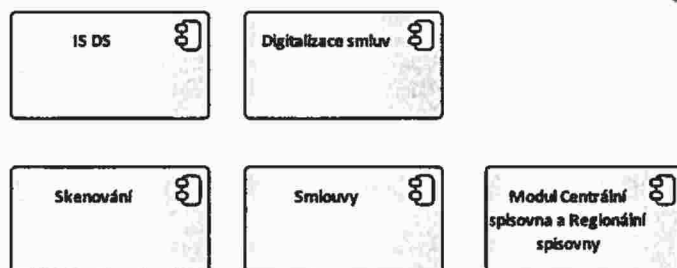 IS DS
Digitalizace smluv
Skenování
Smlouvy
Modul Centrální
spisovna a Regionální
spisovny